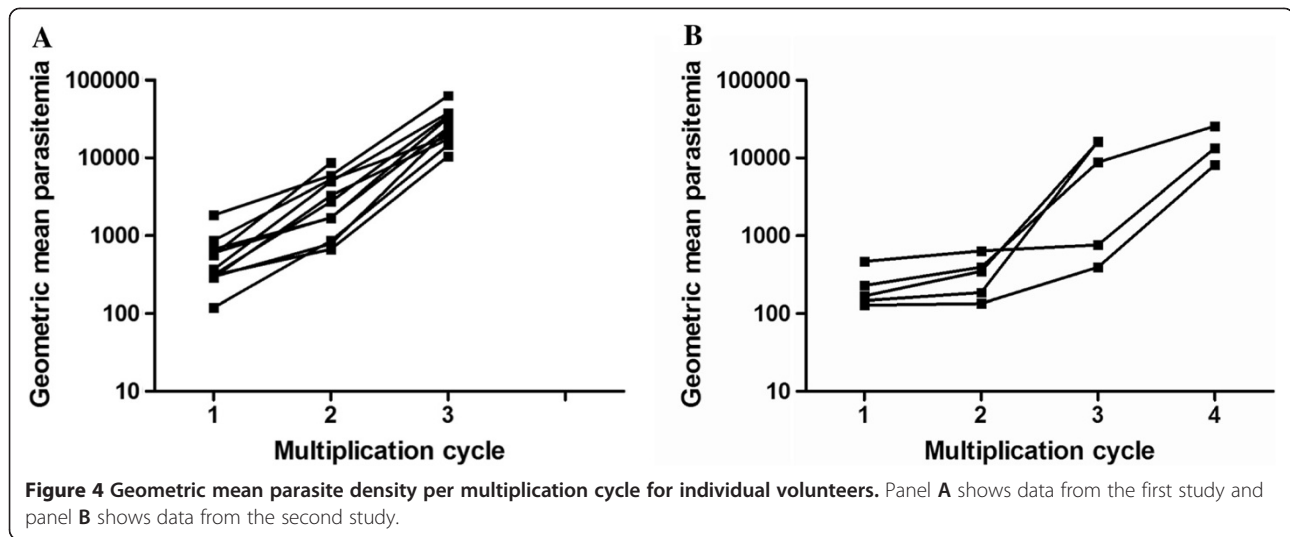 A
Geometric mean parasitemia
100000
10000
1000
100
10
1
2
3
Multiplication cycle
B
Geometric mean parasitemia
100000
10000
1000
100
10
1
2
3
4
Multiplication cycle
Figure 4 Geometric mean parasite density per multiplication cycle for individual volunteers. Panel A shows data from the first study and
panel B shows data from the second study.